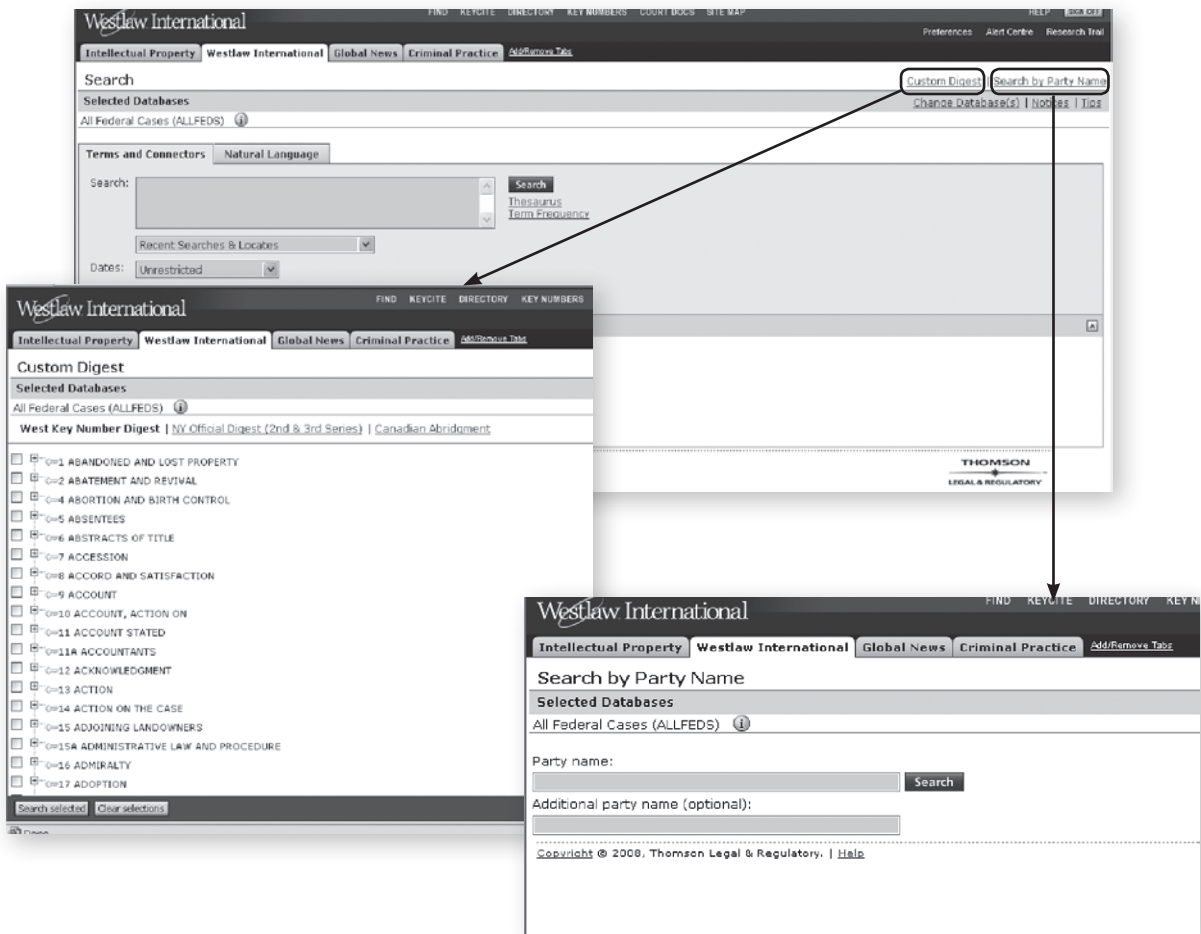 FIND KEYCITE DIRECTORY KEY NUMBERS COURT DOCS SITE MAP HELP SIGN OFF
Westlaw International
Preferences Alert Centre Research Trail
Intellectual Property Westlaw International Global News Criminal Practice Add/Remove Tabs
Search Custom Digest | Search by Party Name
Selected Databases Change Database(s) | Notices | Tips
All Federal Cases (ALLFEDS)
Terms and Connectors Natural Language
Search: Search
Thesaurus
Term Frequency
Recent Searches & Locates
Dates: Unrestricted
THOMSON
LEGAL & REGULATORY
FIND KEYCITE DIRECTORY KEY NUMBERS
Westlaw International
Intellectual Property Westlaw International Global News Criminal Practice Add/Remove Tabs
Custom Digest
Selected Databases
All Federal Cases (ALLFEDS)
West Key Number Digest | NY Official Digest (2nd & 3rd Series) | Canadian Abridgment
1 ABANDONED AND LOST PROPERTY
2 ABATEMENT AND REVIVAL
4 ABORTION AND BIRTH CONTROL
5 ABSENTEES
6 ABSTRACTS OF TITLE
7 ACCESSION
8 ACCORD AND SATISFACTION
9 ACCOUNT
10 ACCOUNT, ACTION ON
11 ACCOUNT STATED
11A ACCOUNTANTS
12 ACKNOWLEDGMENT
13 ACTION
14 ACTION ON THE CASE
15 ADJOINING LANDOWNERS
15A ADMINISTRATIVE LAW AND PROCEDURE
16 ADMIRALTY
17 ADOPTION
Search selected Clear selections
Done
FIND KEYCITE DIRECTORY KEY N
Westlaw International
Intellectual Property Westlaw International Global News Criminal Practice Add/Remove Tabs
Search by Party Name
Selected Databases
All Federal Cases (ALLFEDS)
Party name:
Search
Additional party name (optional):
Copyright © 2008, Thomson Legal & Regulatory. | Help